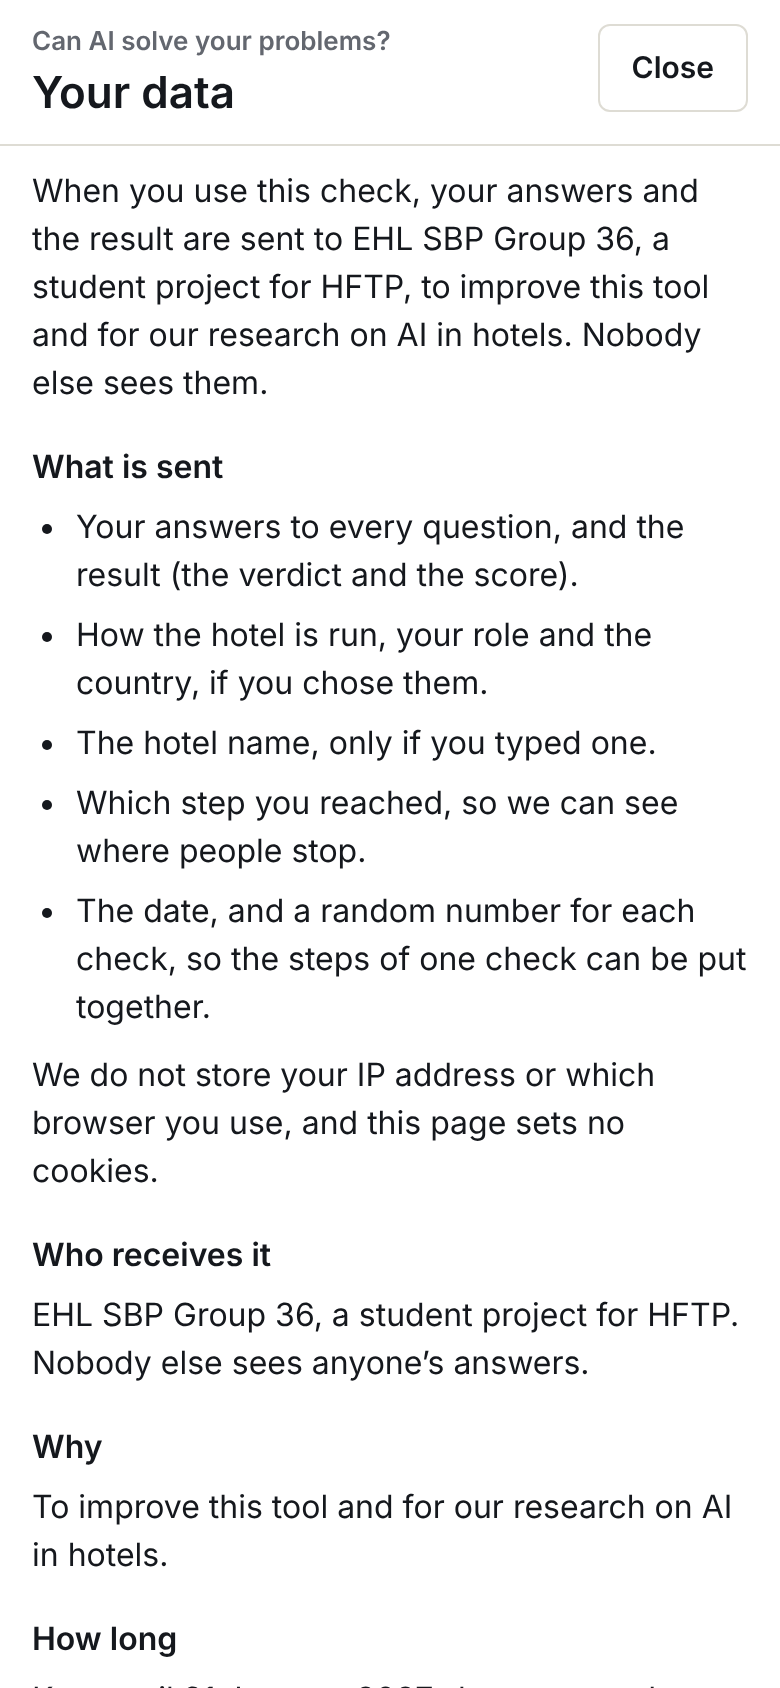 Can AI solve your problems?
Your data
Close
When you use this check, your answers and
the result are sent to EHL SBP Group 36, a
student project for HFTP, to improve this tool
and for our research on AI in hotels. Nobody
else sees them.
What is sent
• Your answers to every question, and the
result (the verdict and the score).
• How the hotel is run, your role and the
country, if you chose them.
• The hotel name, only if you typed one.
• Which step you reached, so we can see
where people stop.
• The date, and a random number for each
check, so the steps of one check can be put
together.
We do not store your IP address or which
browser you use, and this page sets no
cookies.
Who receives it
EHL SBP Group 36, a student project for HFTP.
Nobody else sees anyone’s answers.
Why
To improve this tool and for our research on AI
in hotels.
How long